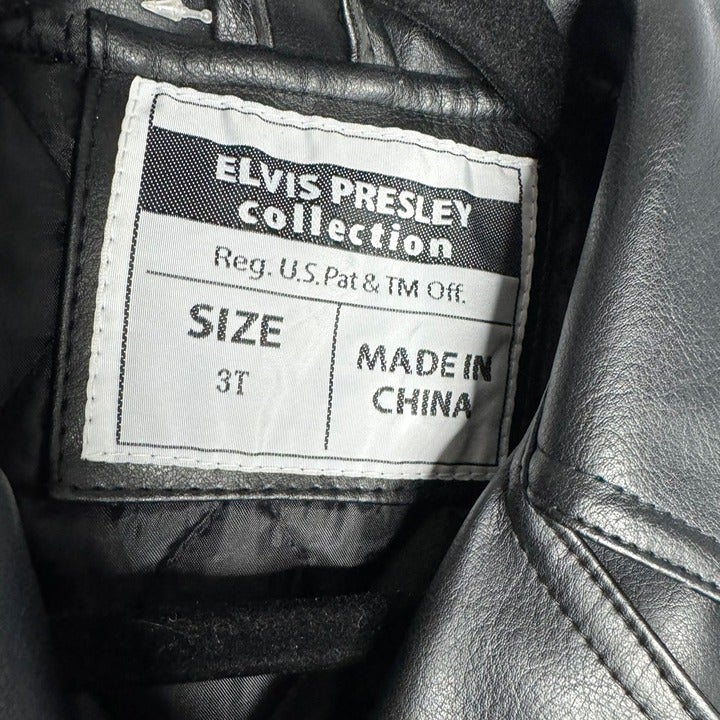 ELVIS PRESLEY
collection
Reg. U.S. Pat & TM Off.
SIZE
3T
MADE IN
CHINA